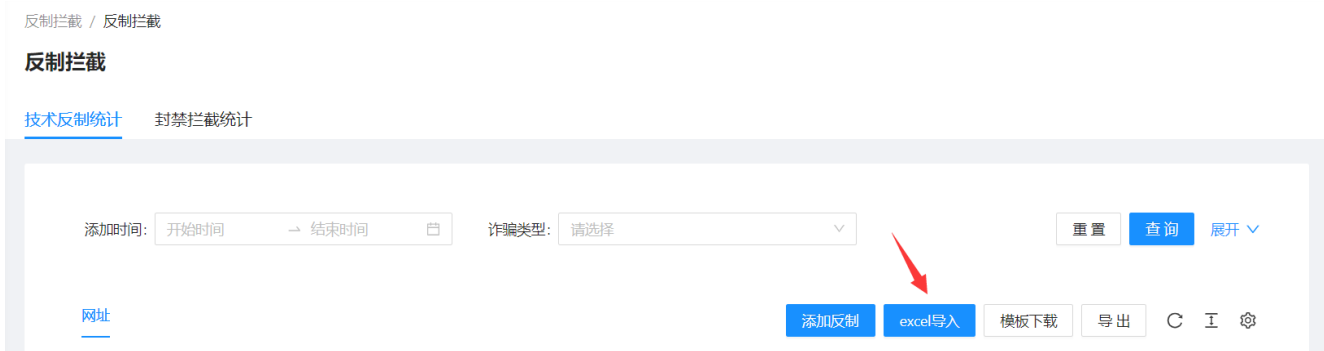 反制拦截 / 反制拦截
反制拦截
技术反制统计 封禁拦截统计
添加时间: 开始时间 → 结束时间 诈骗类型: 请选择 重置 查询 展开
网址 添加反制 excel导入 模板下载 导出